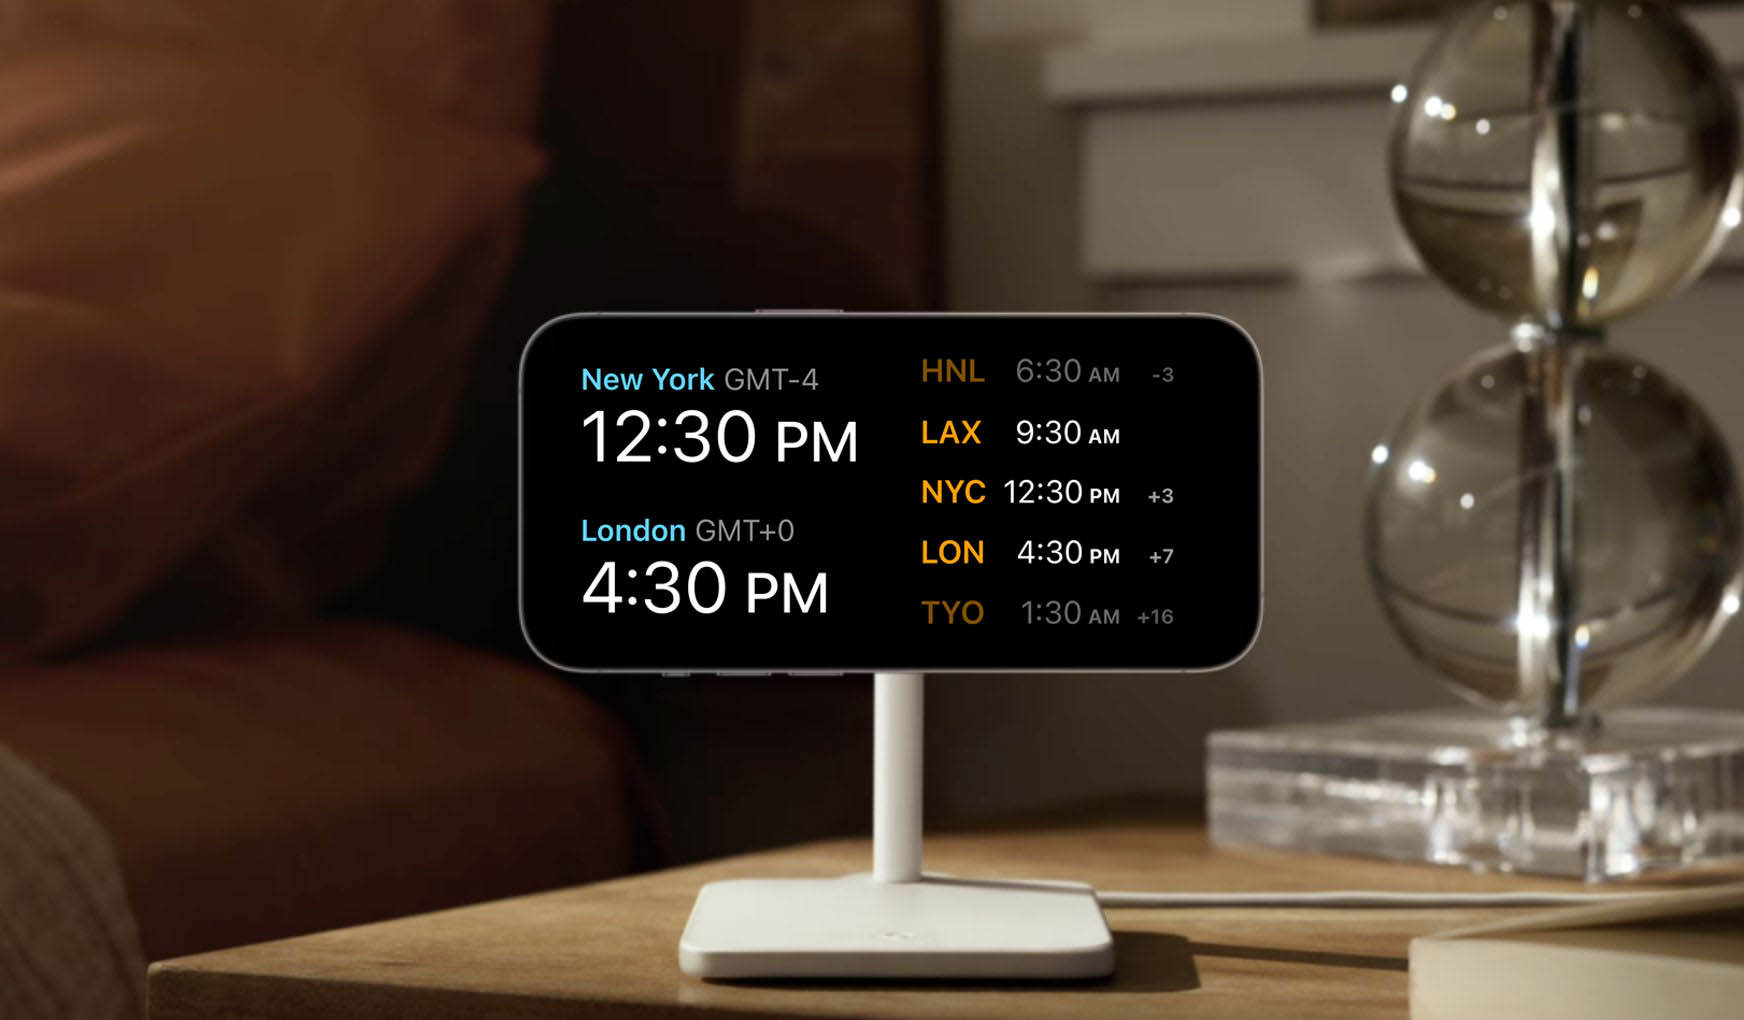 New York GMT-4
12:30 PM
London GMT+0
4:30 PM
HNL 6:30 AM -3
LAX 9:30 AM
NYC 12:30 PM +3
LON 4:30 PM +7
TYO 1:30 AM +16